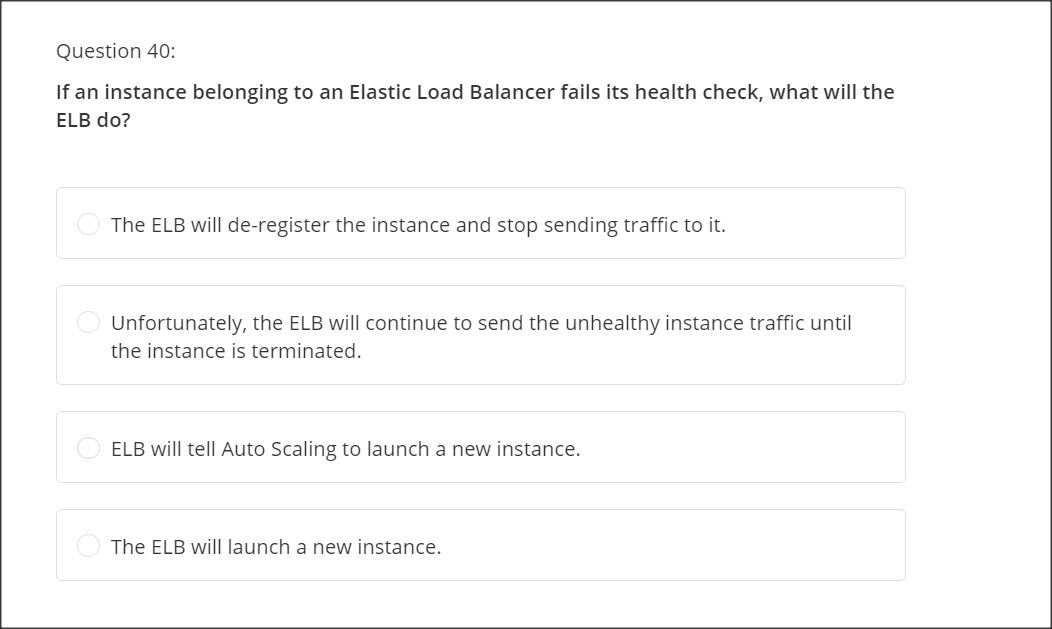 Question 40:
If an instance belonging to an Elastic Load Balancer fails its health check, what will the
ELB do?
The ELB will de-register the instance and stop sending traffic to it.
Unfortunately, the ELB will continue to send the unhealthy instance traffic until
the instance is terminated.
ELB will tell Auto Scaling to launch a new instance.
The ELB will launch a new instance.